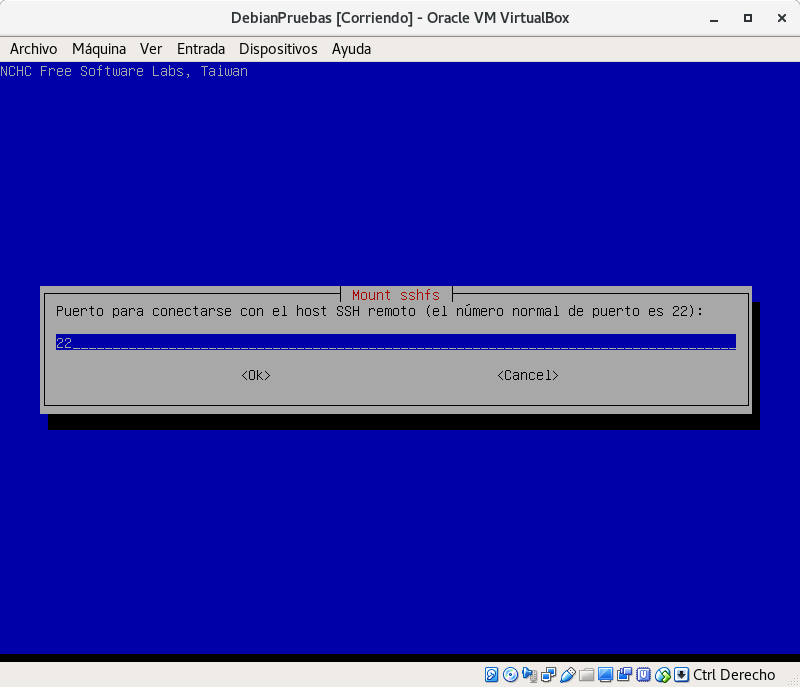 DebianPruebas [Corriendo] - Oracle VM VirtualBox
Archivo Máquina Ver Entrada Dispositivos Ayuda
NCHC Free Software Labs, Taiwan
Mount sshfs
Puerto para conectarse con el host SSH remoto (el número normal de puerto es 22):
22
<Ok> <Cancel>
Ctrl Derecho